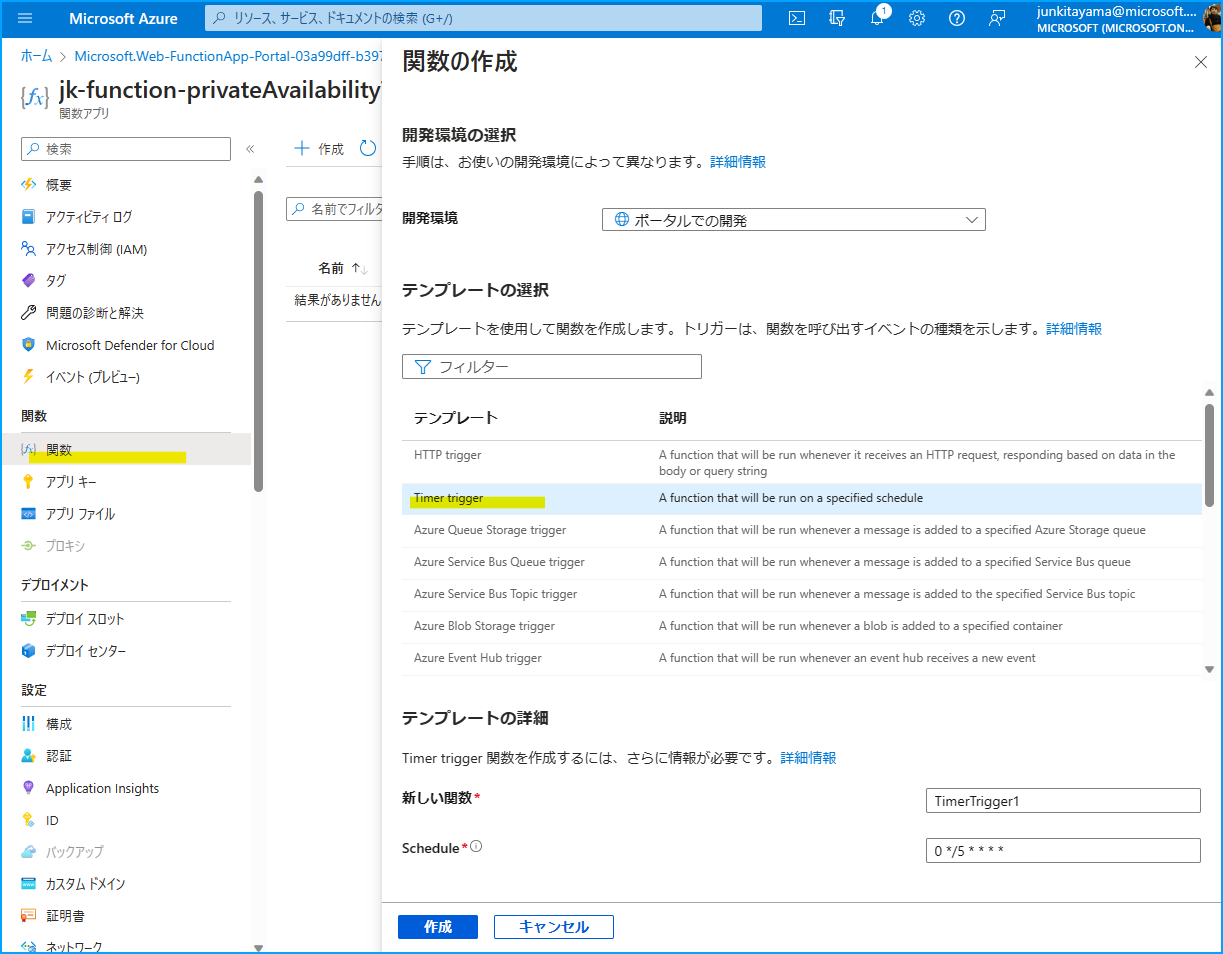 Microsoft Azure
リソース、サービス、ドキュメントの検索 (G+/)
1
junkitayama@microsoft....
MICROSOFT (MICROSOFT.ON...
ホーム > Microsoft.Web-FunctionApp-Portal-03a99dff-b397
{fx}
jk-function-privateAvailability
関数アプリ
検索
«
概要
アクティビティ ログ
アクセス制御 (IAM)
タグ
問題の診断と解決
Microsoft Defender for Cloud
イベント (プレビュー)
関数
関数
アプリ キー
アプリ ファイル
プロキシ
デプロイメント
デプロイ スロット
デプロイ センター
設定
構成
認証
Application Insights
ID
バックアップ
カスタム ドメイン
証明書
ネットワーク
作成
名前でフィルタ
名前 ↑↓
結果がありません
関数の作成
開発環境の選択
手順は、お使いの開発環境によって異なります。詳細情報
開発環境
ポータルでの開発
テンプレートの選択
テンプレートを使用して関数を作成します。トリガーは、関数を呼び出すイベントの種類を示します。詳細情報
フィルター
テンプレート 説明
HTTP trigger A function that will be run whenever it receives an HTTP request, responding based on data in the
body or query string
Timer trigger A function that will be run on a specified schedule
Azure Queue Storage trigger A function that will be run whenever a message is added to a specified Azure Storage queue
Azure Service Bus Queue trigger A function that will be run whenever a message is added to a specified Service Bus queue
Azure Service Bus Topic trigger A function that will be run whenever a message is added to the specified Service Bus topic
Azure Blob Storage trigger A function that will be run whenever a blob is added to a specified container
Azure Event Hub trigger A function that will be run whenever an event hub receives a new event
テンプレートの詳細
Timer trigger 関数を作成するには、さらに情報が必要です。詳細情報
新しい関数* TimerTrigger1
Schedule* 0 */5 * * * *
作成 キャンセル